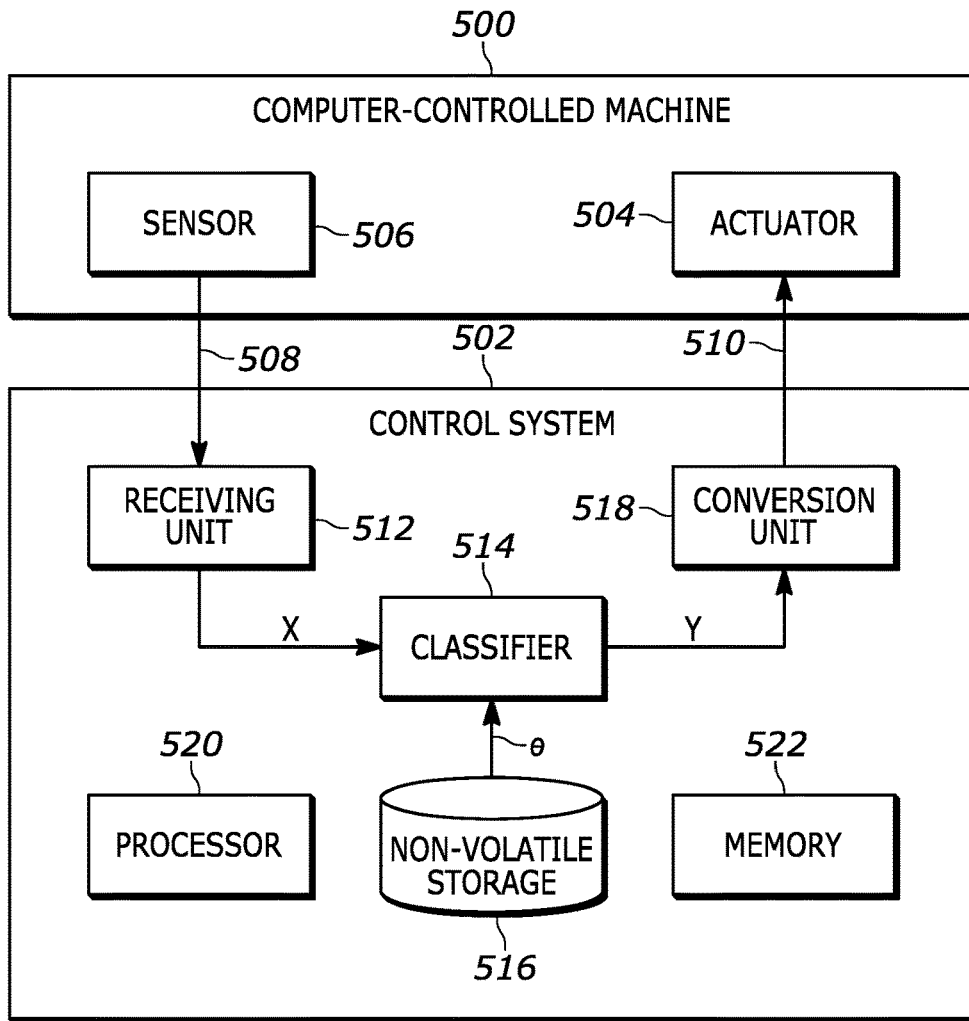 500
COMPUTER-CONTROLLED MACHINE
SENSOR
506
504
ACTUATOR
508
502
510
CONTROL SYSTEM
RECEIVING
UNIT
512
514
518
CONVERSION
UNIT
X
CLASSIFIER
Y
θ
520
522
PROCESSOR
NON-VOLATILE
STORAGE
MEMORY
516